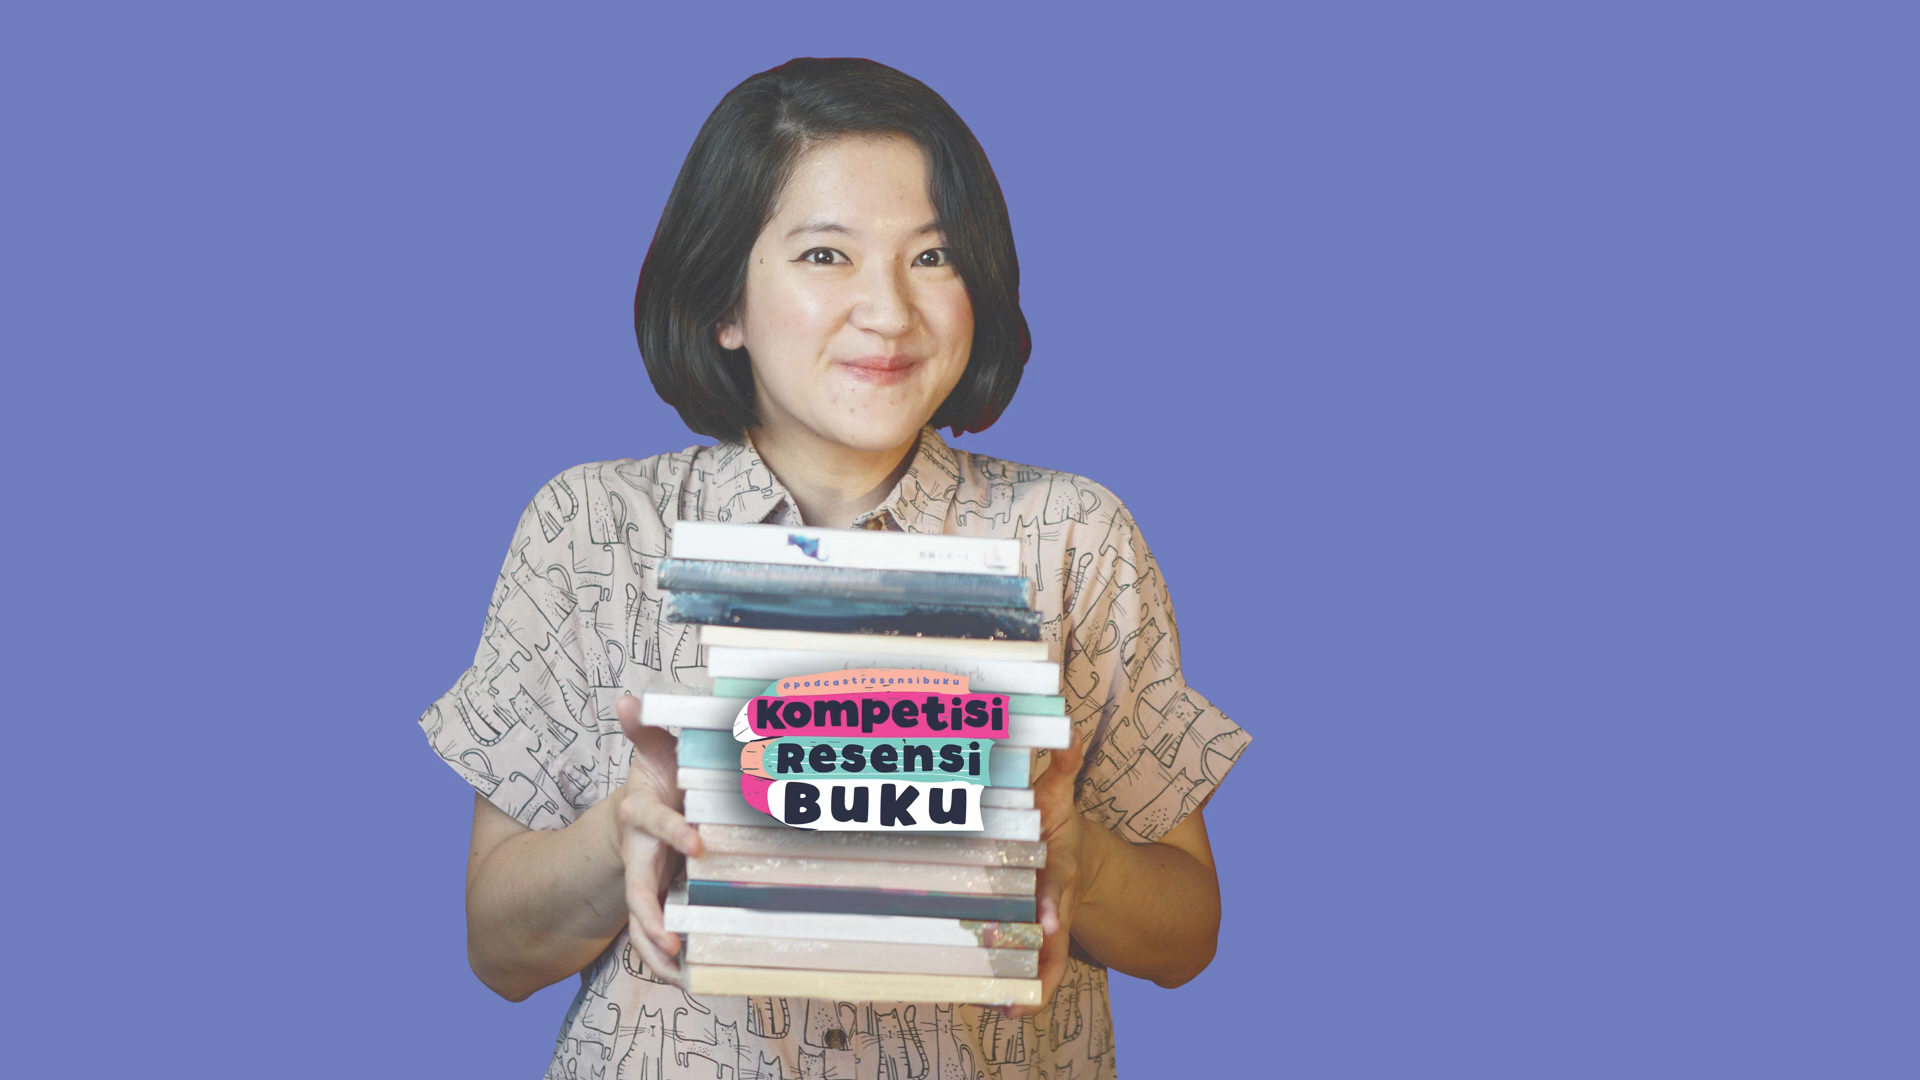 @podcastresensibuku
Kompetisi
Resensi
Buku